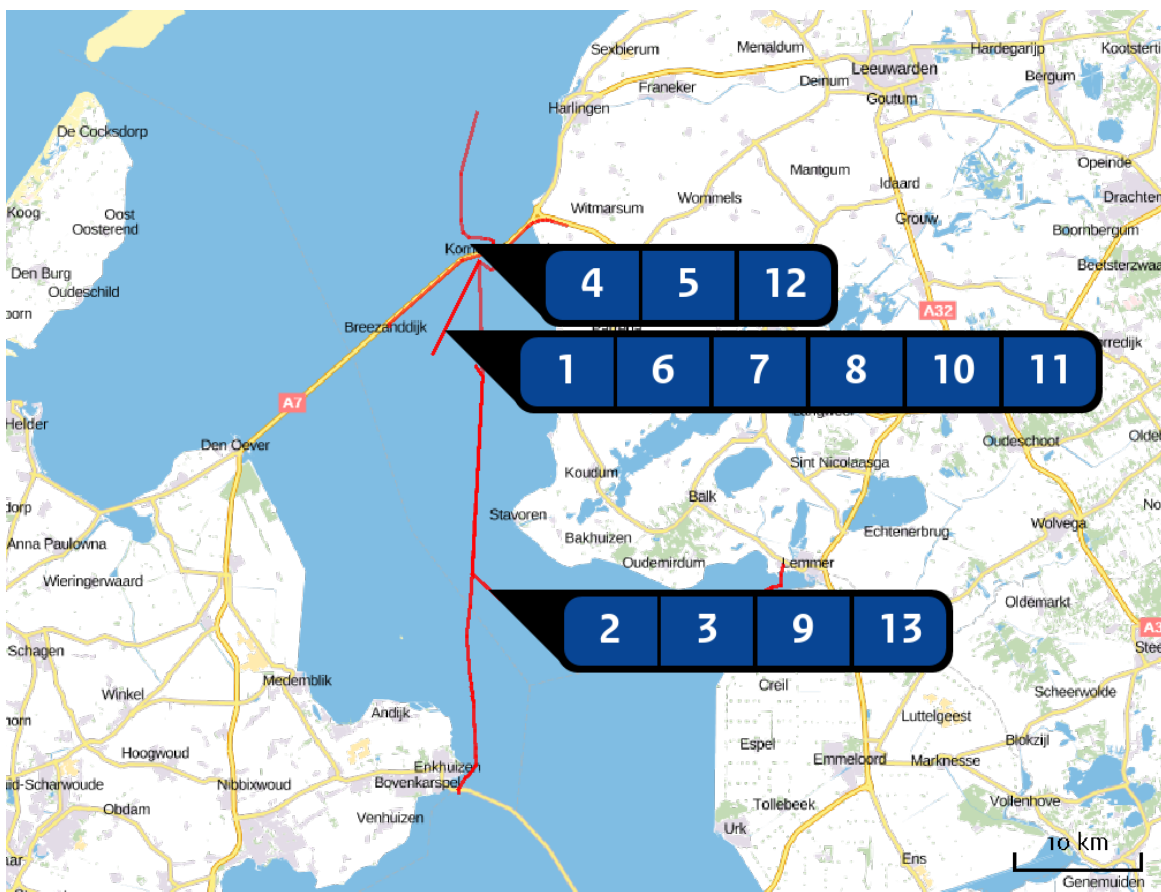 Sexbierum
Menaldum
Hardegarijp
Leeuwarden
Deinum
Franeker
Bergum
Goutum
Harlingen
De Cocksdorp
Opeinde
Mantgum
Idaard
Wommels
Drachten
Koog
Oost
Oosterend
Witmarsum
Grouw
Boornbergum
Den Burg
Oudeschild
4 5 12
A32
Breezanddijk
1 6 7 8 10 11
A7
Helder
Den Oever
Oudeschoot
Koudum
Sint Nicolaasga
Balk
Stavoren
Echtenerbrug
Wolvega
Anna Paulowna
Bakhuizen
Oudemirdum
Lemmer
Wieringerwaard
Oldemarkt
2 3 9 13
Schagen
Winkel
Medemblik
Creil
Scheerwolde
Andijk
Luttelgeest
Hoogwoud
Espel
Blokzijl
Enkhuizen
Emmeloord
Marknesse
Bovenkarspel
Nibbixwoud
Obdam
Venhuizen
Tollebeek
Vollenhove
Urk
10 km
Ens
Genemuiden